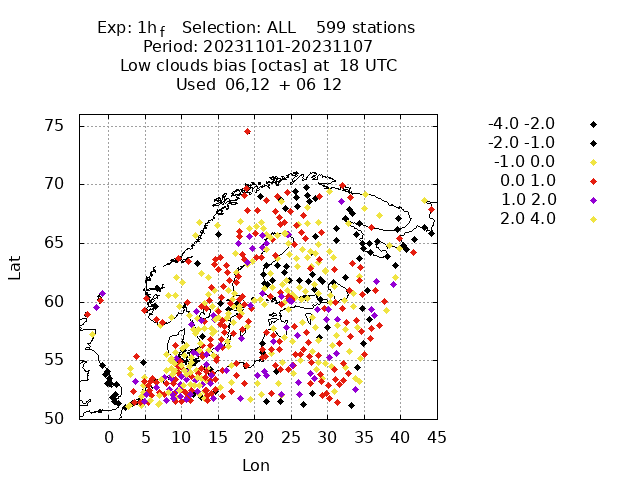 Exp: 1h f   Selection: ALL    599 stations
Period: 20231101-20231107
Low clouds bias [octas] at  18 UTC
Used  06,12  + 06 12
-4.0 -2.0
-2.0 -1.0
-1.0 0.0
0.0 1.0
1.0 2.0
2.0 4.0
75
70
65
60
55
50
Lat
0 5 10 15 20 25 30 35 40 45
Lon